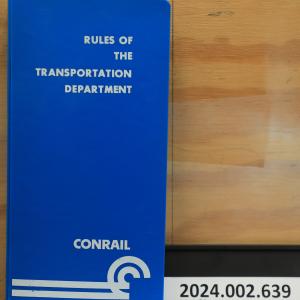 RULES OF
THE
TRANSPORTATION
DEPARTMENT
CONRAIL
2024.002.639